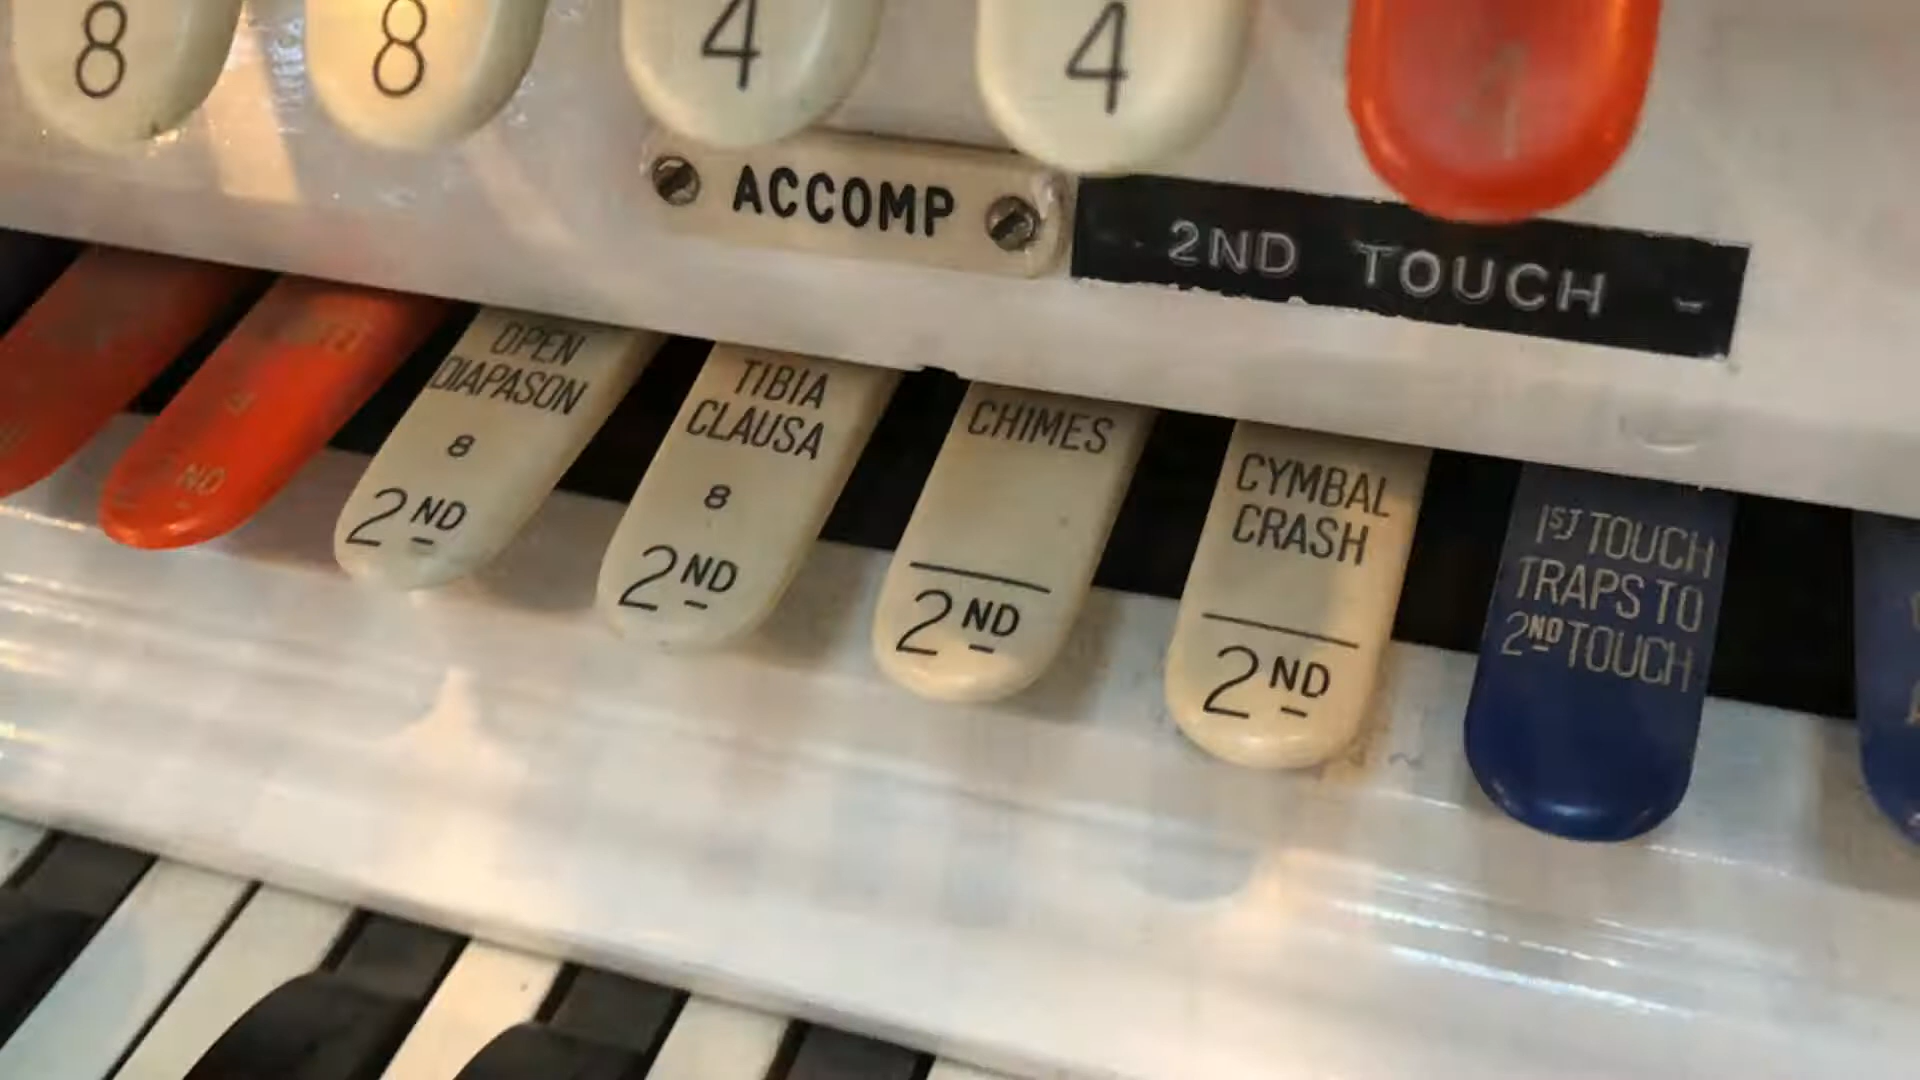 8
8
4
4
ACCOMP
2ND TOUCH -
ND
OPEN
DIAPASON
8
2ND
TIBIA
CLAUSA
8
2ND
CHIMES
2ND
CYMBAL
CRASH
2ND
1ST TOUCH
TRAPS TO
2ND TOUCH